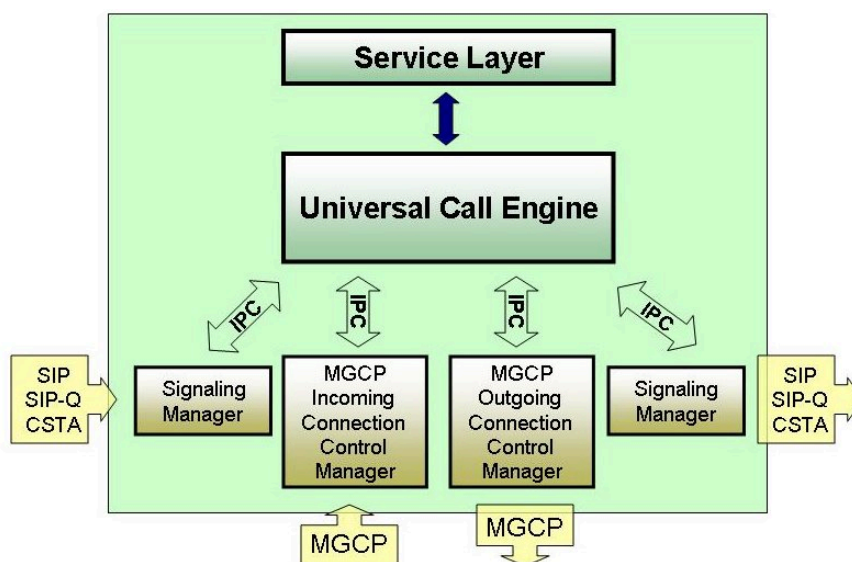 Service Layer
Universal Call Engine
IPC
IPC
IPC
IPC
SIP
SIP-Q
CSTA
Signaling
Manager
MGCP
Incoming
Connection
Control
Manager
MGCP
Outgoing
Connection
Control
Manager
Signaling
Manager
SIP
SIP-Q
CSTA
MGCP
MGCP